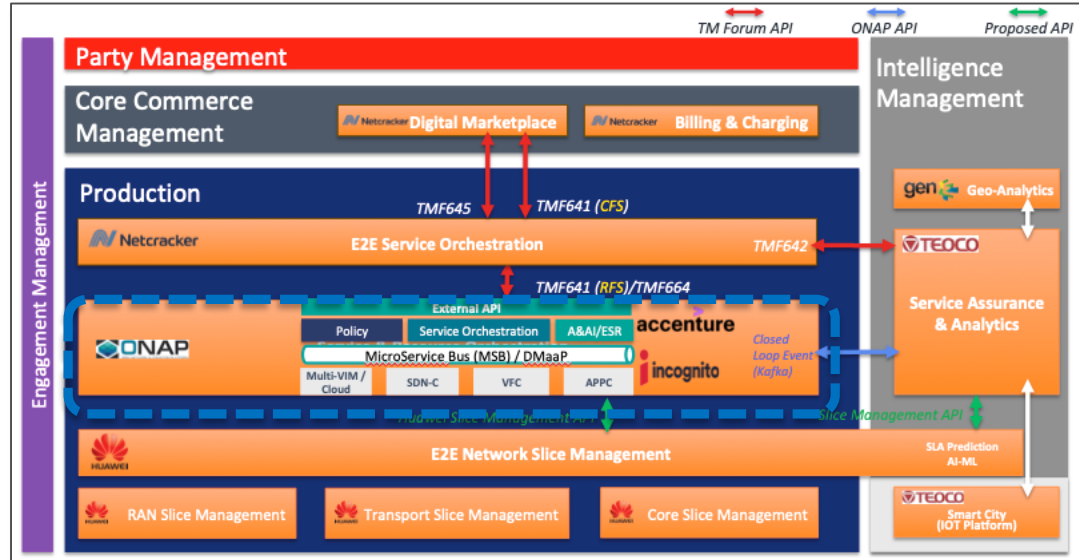 TM Forum API
ONAP API
Proposed API
Engagement Management
Party Management
Intelligence
Management
Core Commerce
Management
Netcracker Digital Marketplace
Netcracker Billing & Charging
Production
TMF645
TMF641 (CFS)
gen Geo-Analytics
Netcracker
E2E Service Orchestration
TMF642
TEOCO
Service Assurance
& Analytics
TMF641 (RFS)/TMF664
External API
ONAP
Policy
Service Orchestration
A&AI/ESR
accenture
MicroService Bus (MSB) / DMaaP
incognito
Closed
Loop Event
(Kafka)
Multi-VIM /
Cloud
SDN-C
VFC
APPC
Huawei Slice Management API
Slice Management API
HUAWEI
E2E Network Slice Management
SLA Prediction
AI-ML
HUAWEI
RAN Slice Management
HUAWEI
Transport Slice Management
HUAWEI
Core Slice Management
TEOCO
Smart City
(IOT Platform)